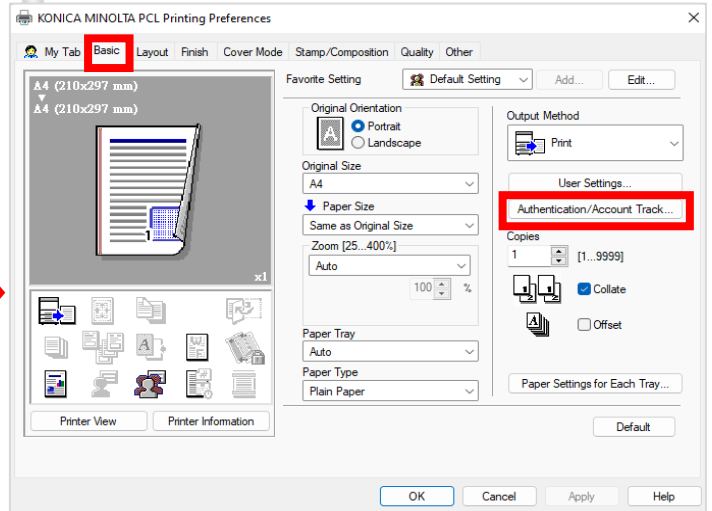 KONICA MINOLTA PCL Printing Preferences
My Tab Basic Layout Finish Cover Mode Stamp/Composition Quality Other
A4 (210x297 mm)
A4 (210x297 mm)
1
x1
Printer View Printer Information
Favorite Setting Default Setting Add... Edit...
Original Orientation
A
Portrait
Landscape
Original Size
A4
Paper Size
Same as Original Size
Zoom [25...400%]
Auto
100 %
Paper Tray
Auto
Paper Type
Plain Paper
Output Method
Print
User Settings...
Authentication/Account Track...
Copies
1 [1...9999]
Collate
Offset
Paper Settings for Each Tray...
Default
OK Cancel Apply Help